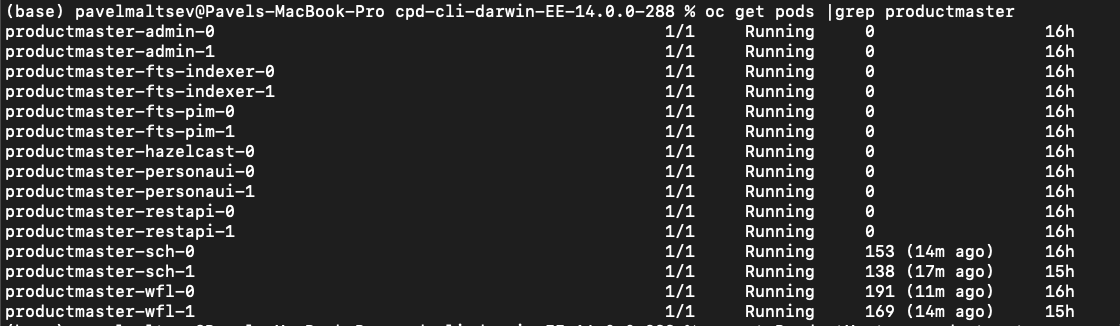 (base) pavelmaltsev@Pavels-MacBook-Pro cpd-cli-darwin-EE-14.0.0-288 % oc get pods |grep productmaster
productmaster-admin-0 1/1 Running 0 16h
productmaster-admin-1 1/1 Running 0 16h
productmaster-fts-indexer-0 1/1 Running 0 16h
productmaster-fts-indexer-1 1/1 Running 0 16h
productmaster-fts-pim-0 1/1 Running 0 16h
productmaster-fts-pim-1 1/1 Running 0 16h
productmaster-hazelcast-0 1/1 Running 0 16h
productmaster-personaui-0 1/1 Running 0 16h
productmaster-personaui-1 1/1 Running 0 16h
productmaster-restapi-0 1/1 Running 0 16h
productmaster-restapi-1 1/1 Running 0 16h
productmaster-sch-0 1/1 Running 153 (14m ago) 16h
productmaster-sch-1 1/1 Running 138 (17m ago) 15h
productmaster-wfl-0 1/1 Running 191 (11m ago) 16h
productmaster-wfl-1 1/1 Running 169 (14m ago) 15h